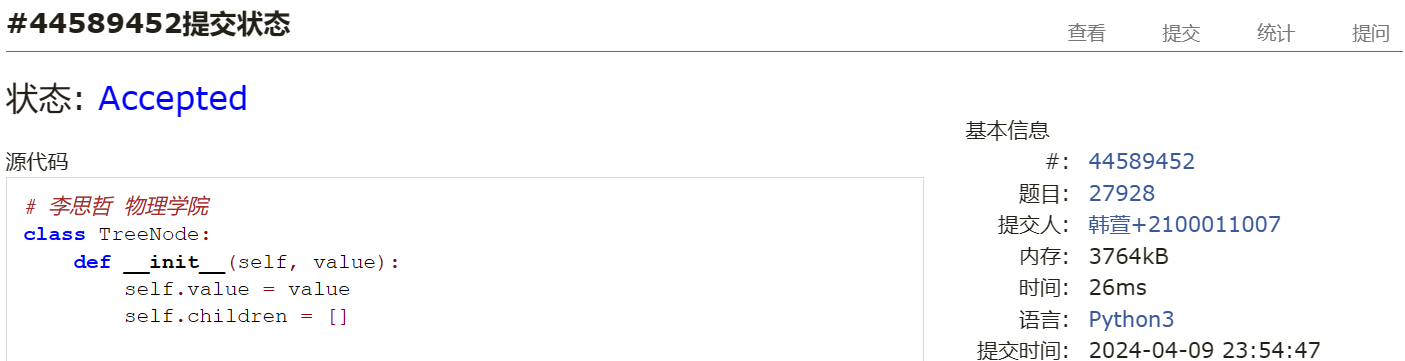 #44589452提交状态
查看 提交 统计 提问
状态: Accepted
源代码
# 李思哲 物理学院
class TreeNode:
    def __init__(self, value):
        self.value = value
        self.children = []
基本信息
#: 44589452
题目: 27928
提交人: 韩萱+2100011007
内存: 3764kB
时间: 26ms
语言: Python3
提交时间: 2024-04-09 23:54:47